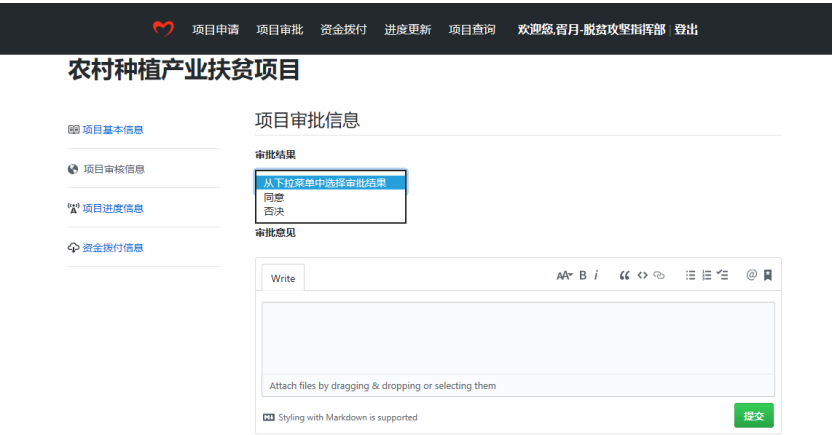 项目申请 项目审批 资金拨付 进度更新 项目查询 欢迎您,胥月-脱贫攻坚指挥部 | 登出
农村种植产业扶贫项目
项目基本信息
项目审核信息
项目进度信息
资金拨付信息
项目审批信息
审批结果
从下拉菜单中选择审批结果
同意
否决
审批意见
Write
AA B i “ <> @
Attach files by dragging & dropping or selecting them
Styling with Markdown is supported
提交